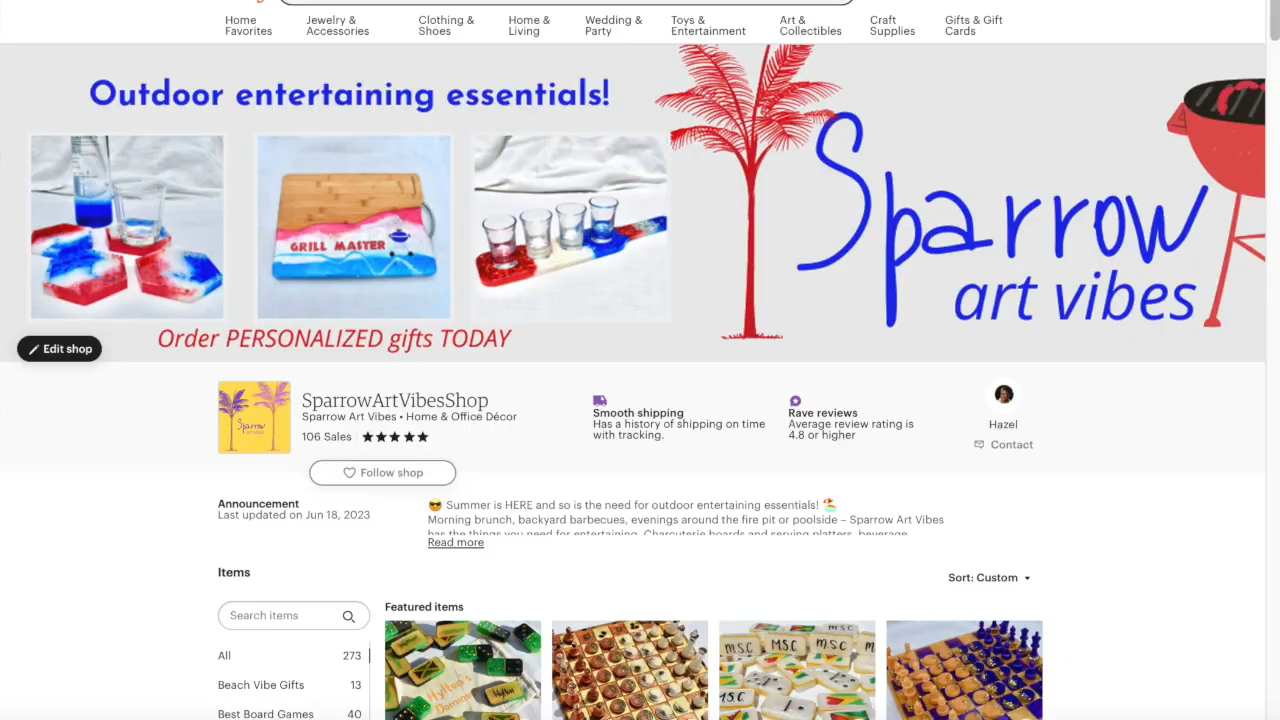 Home Favorites
Jewelry & Accessories
Clothing & Shoes
Home & Living
Wedding & Party
Toys & Entertainment
Art & Collectibles
Craft Supplies
Gifts & Gift Cards
Outdoor entertaining essentials!
GRILL MASTER
Sparrow
art vibes
Order PERSONALIZED gifts TODAY
Edit shop
Sparrow
art vibes
SparrowArtVibesShop
Sparrow Art Vibes • Home & Office Décor
106 Sales ★★★★★
Follow shop
Smooth shipping
Has a history of shipping on time
with tracking.
Rave reviews
Average review rating is
4.8 or higher
Hazel
Contact
Announcement
Last updated on Jun 18, 2023
😎 Summer is HERE and so is the need for outdoor entertaining essentials! 🏖️
Morning brunch, backyard barbecues, evenings around the fire pit or poolside – Sparrow Art Vibes
has the things you need for entertaining. Charcuterie boards and serving platters, beverage
Read more
Items
Sort: Custom
Search items
Featured items
All 273
Beach Vibe Gifts 13
Best Board Games 40
M.S.C
M.S.C
M.S.C